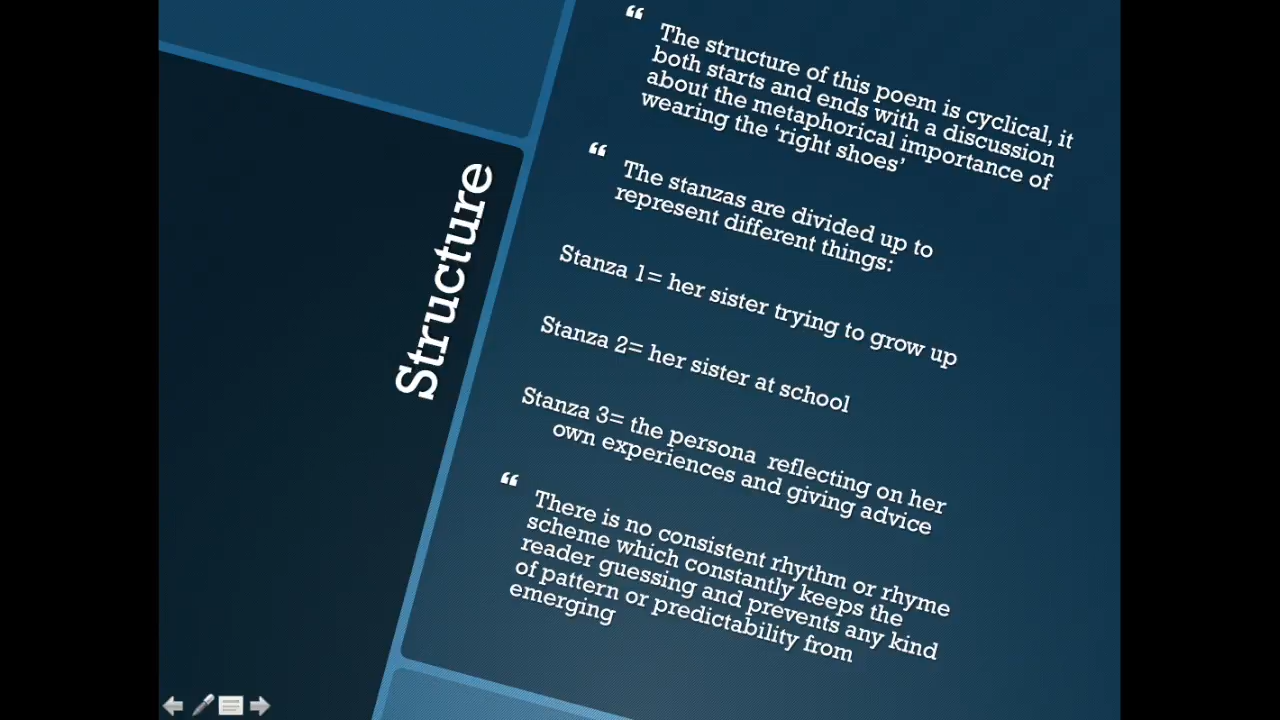 Structure
“ The structure of this poem is cyclical, it
both starts and ends with a discussion
about the metaphorical importance of
wearing the ‘right shoes’
“ The stanzas are divided up to
represent different things:
Stanza 1= her sister trying to grow up
Stanza 2= her sister at school
Stanza 3= the persona reflecting on her
own experiences and giving advice
“ There is no consistent rhythm or rhyme
scheme which constantly keeps the
reader guessing and prevents any kind
of pattern or predictability from
emerging